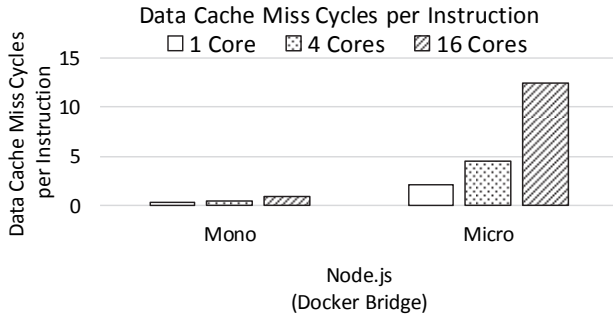 Data Cache Miss Cycles per Instruction
1 Core 4 Cores 16 Cores
Data Cache Miss Cycles
per Instruction
15
10
5
0
Mono Micro
Node.js
(Docker Bridge)